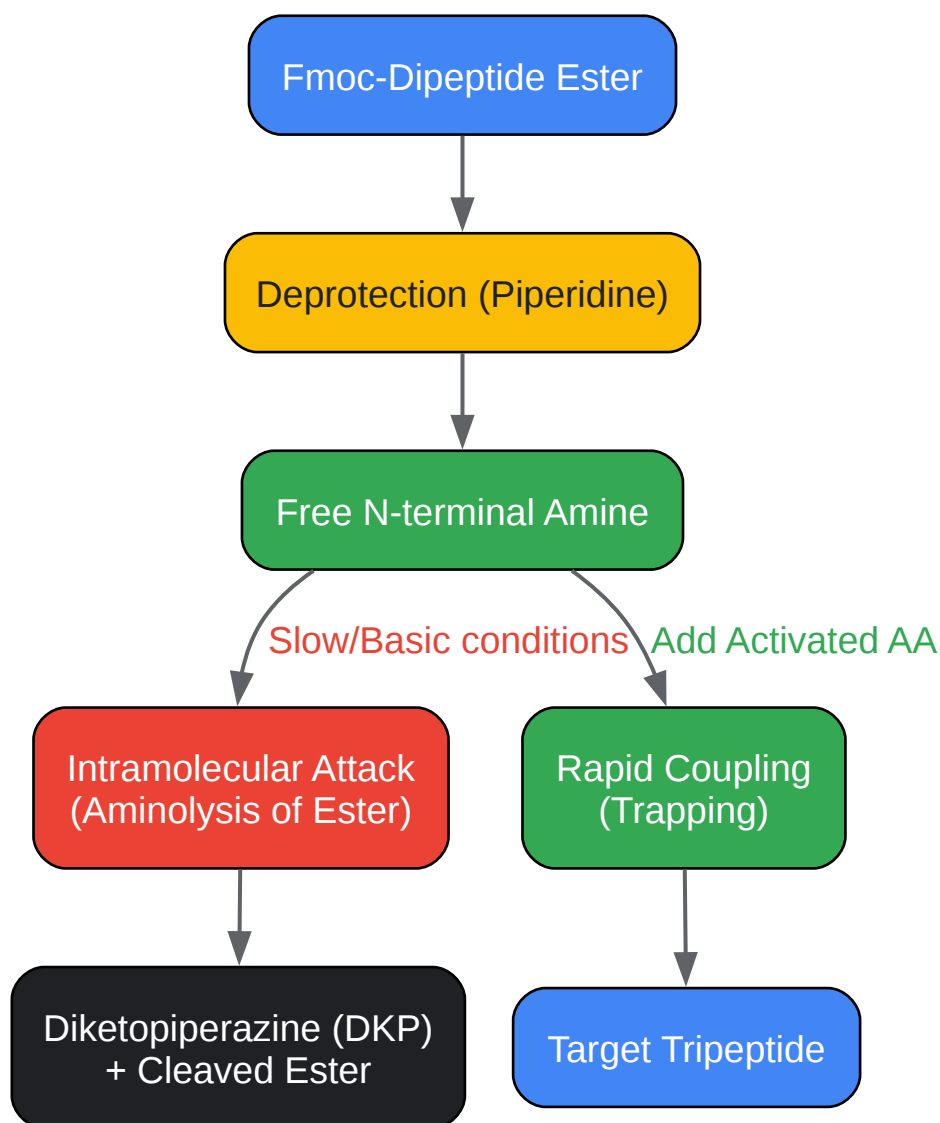 Fmoc-Dipeptide Ester
Deprotection (Piperidine)
Free N-terminal Amine
Slow/Basic conditions
Add Activated AA
Intramolecular Attack
(Aminolysis of Ester)
Rapid Coupling
(Trapping)
Diketopiperazine (DKP)
+ Cleaved Ester
Target Tripeptide